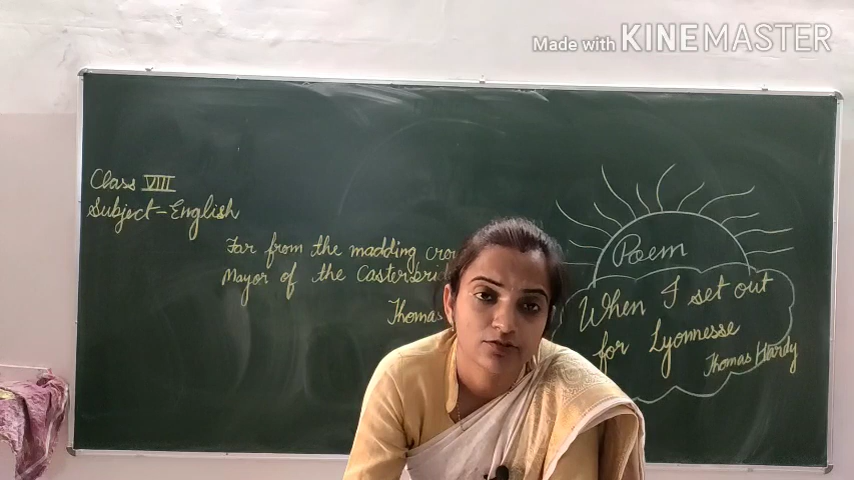 Made with KINEMASTER
Class VIII
Subject-English
Far from the madding
Mayor of the
Thomas
Poem
When I set out
for Lyonnesse
Thomas Hardy